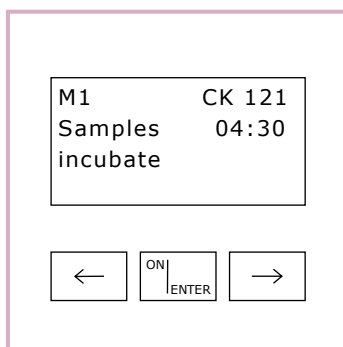 M1 CK 121
Samples 04:30
incubate
← ON ENTER →